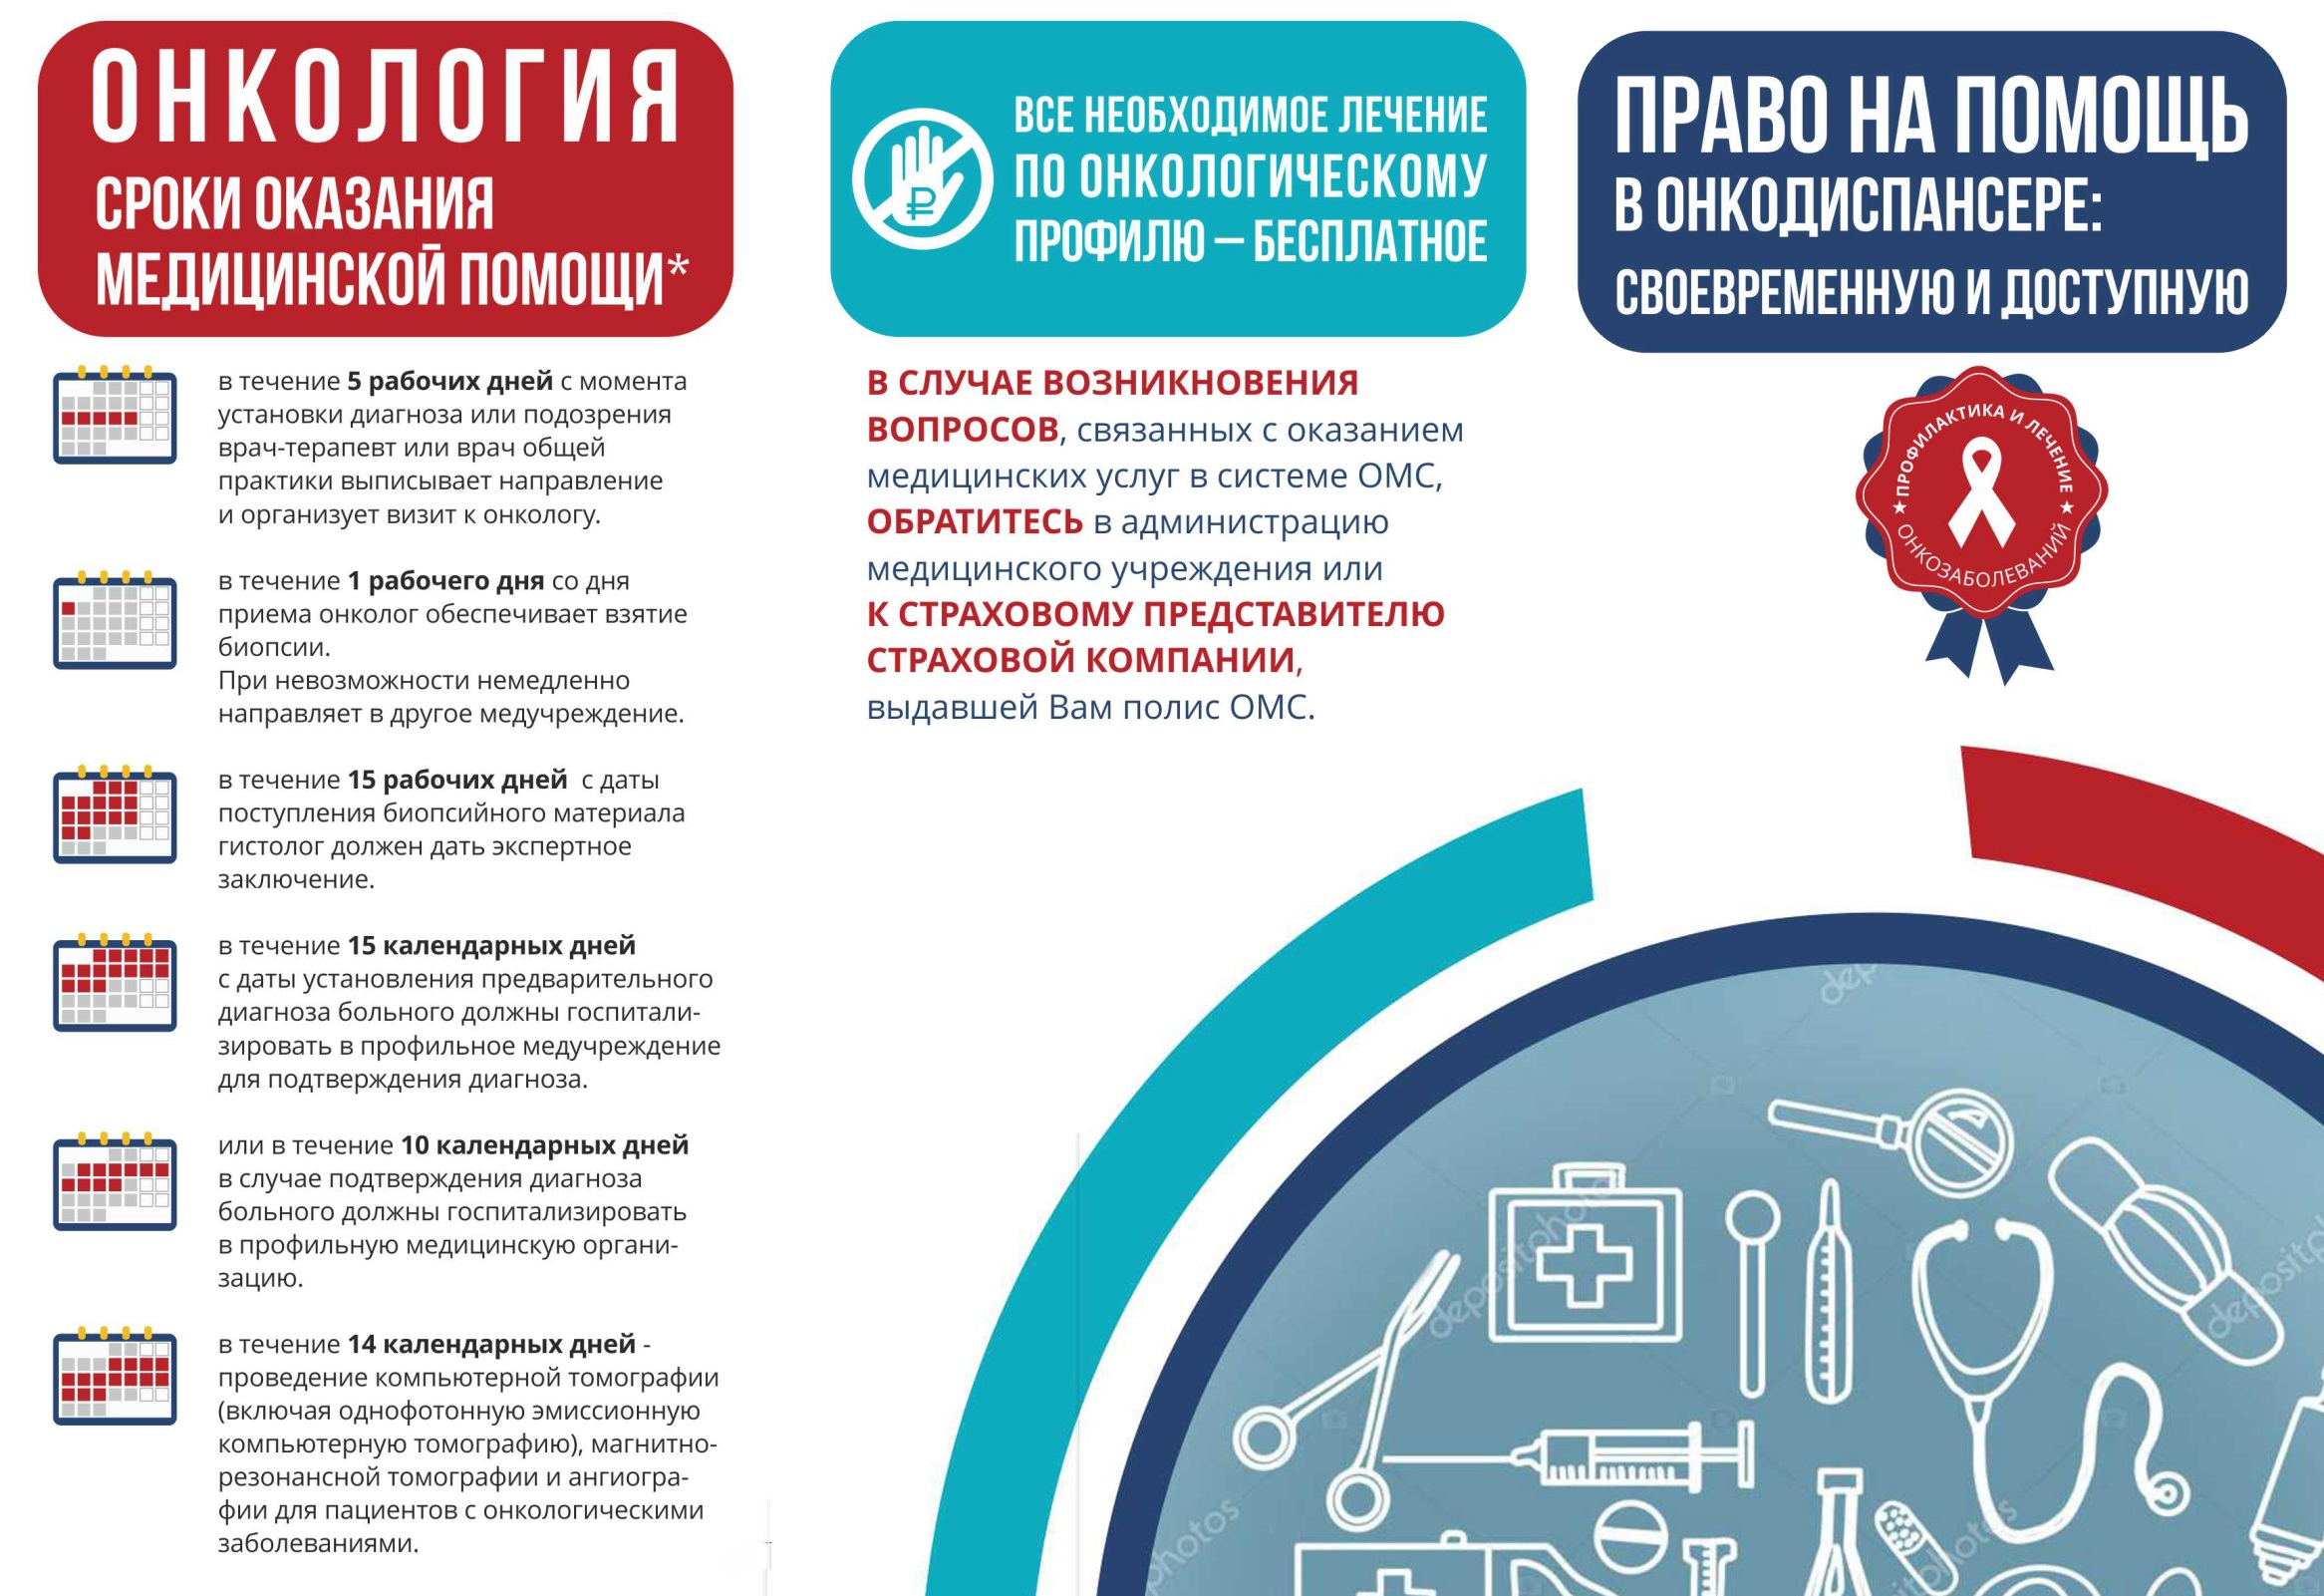 ОНКОЛОГИЯ
СРОКИ ОКАЗАНИЯ
МЕДИЦИНСКОЙ ПОМОЩИ*
в течение 5 рабочих дней с момента
установки диагноза или подозрения
врач-терапевт или врач общей
практики выписывает направление
и организует визит к онкологу.
в течение 1 рабочего дня со дня
приема онколог обеспечивает взятие
биопсии.
При невозможности немедленно
направляет в другое медучреждение.
в течение 15 рабочих дней с даты
поступления биопсийного материала
гистолог должен дать экспертное
заключение.
в течение 15 календарных дней
с даты установления предварительного
диагноза больного должны госпитали-
зировать в профильное медучреждение
для подтверждения диагноза.
или в течение 10 календарных дней
в случае подтверждения диагноза
больного должны госпитализировать
в профильную медицинскую органи-
зацию.
в течение 14 календарных дней -
проведение компьютерной томографии
(включая однофотонную эмиссионную
компьютерную томографию), магнитно-
резонансной томографии и ангиогра-
фии для пациентов с онкологическими
заболеваниями.
₽
ВСЕ НЕОБХОДИМОЕ ЛЕЧЕНИЕ
ПО ОНКОЛОГИЧЕСКОМУ
ПРОФИЛЮ – БЕСПЛАТНОЕ
В СЛУЧАЕ ВОЗНИКНОВЕНИЯ
ВОПРОСОВ, связанных с оказанием
медицинских услуг в системе ОМС,
ОБРАТИТЕСЬ в администрацию
медицинского учреждения или
К СТРАХОВОМУ ПРЕДСТАВИТЕЛЮ
СТРАХОВОЙ КОМПАНИИ,
выдавшей Вам полис ОМС.
ПРАВО НА ПОМОЩЬ
В ОНКОДИСПАНСЕРЕ:
СВОЕВРЕМЕННУЮ И ДОСТУПНУЮ
★ ПРОФИЛАКТИКА И ЛЕЧЕНИЕ ★
ОНКОЗАБОЛЕВАНИЙ
dep
depositphotos
deposit
photos
photos